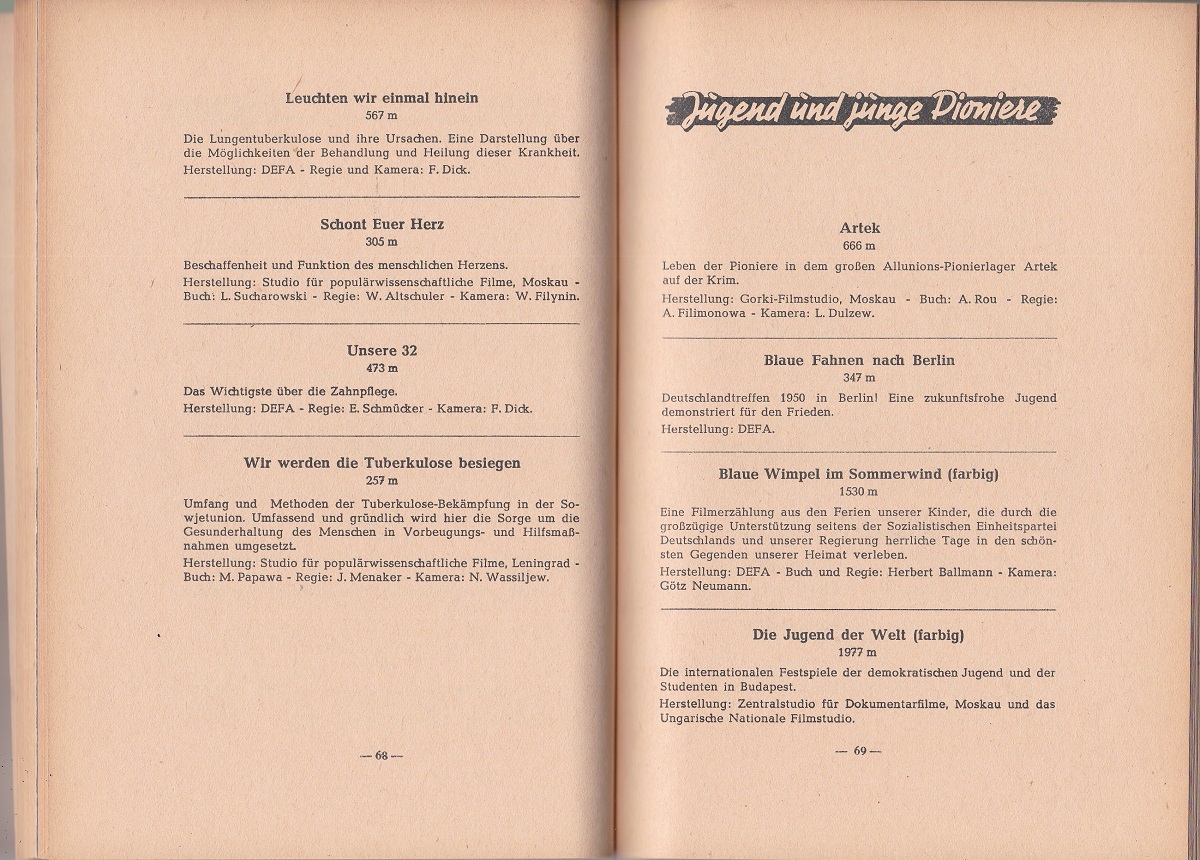 Leuchten wir einmal hinein
567 m
Die Lungentuberkulose und ihre Ursachen. Eine Darstellung über
die Möglichkeiten der Behandlung und Heilung dieser Krankheit.
Herstellung: DEFA - Regie und Kamera: F. Dick.
Schont Euer Herz
305 m
Beschaffenheit und Funktion des menschlichen Herzens.
Herstellung: Studio für populärwissenschaftliche Filme, Moskau -
Buch: L. Sucharowski - Regie: W. Altschuler - Kamera: W. Filynin.
Unsere 32
473 m
Das Wichtigste über die Zahnpflege.
Herstellung: DEFA - Regie: E. Schmücker - Kamera: F. Dick.
Wir werden die Tuberkulose besiegen
257 m
Umfang und Methoden der Tuberkulose-Bekämpfung in der So-
wjetunion. Umfassend und gründlich wird hier die Sorge um die
Gesunderhaltung des Menschen in Vorbeugungs- und Hilfsmaß-
nahmen umgesetzt.
Herstellung: Studio für populärwissenschaftliche Filme, Leningrad -
Buch: M. Papawa - Regie: J. Menaker - Kamera: N. Wassiljew.
— 68 —
Jugend und junge Pioniere
Artek
666 m
Leben der Pioniere in dem großen Allunions-Pionierlager Artek
auf der Krim.
Herstellung: Gorki-Filmstudio, Moskau - Buch: A. Rou - Regie:
A. Filimonowa - Kamera: L. Dulzew.
Blaue Fahnen nach Berlin
347 m
Deutschlandtreffen 1950 in Berlin! Eine zukunftsfrohe Jugend
demonstriert für den Frieden.
Herstellung: DEFA.
Blaue Wimpel im Sommerwind (farbig)
1530 m
Eine Filmerzählung aus den Ferien unserer Kinder, die durch die
großzügige Unterstützung seitens der Sozialistischen Einheitspartei
Deutschlands und unserer Regierung herrliche Tage in den schön-
sten Gegenden unserer Heimat verleben.
Herstellung: DEFA - Buch und Regie: Herbert Ballmann - Kamera:
Götz Neumann.
Die Jugend der Welt (farbig)
1977 m
Die internationalen Festspiele der demokratischen Jugend und der
Studenten in Budapest.
Herstellung: Zentralstudio für Dokumentarfilme, Moskau und das
Ungarische Nationale Filmstudio.
— 69 —